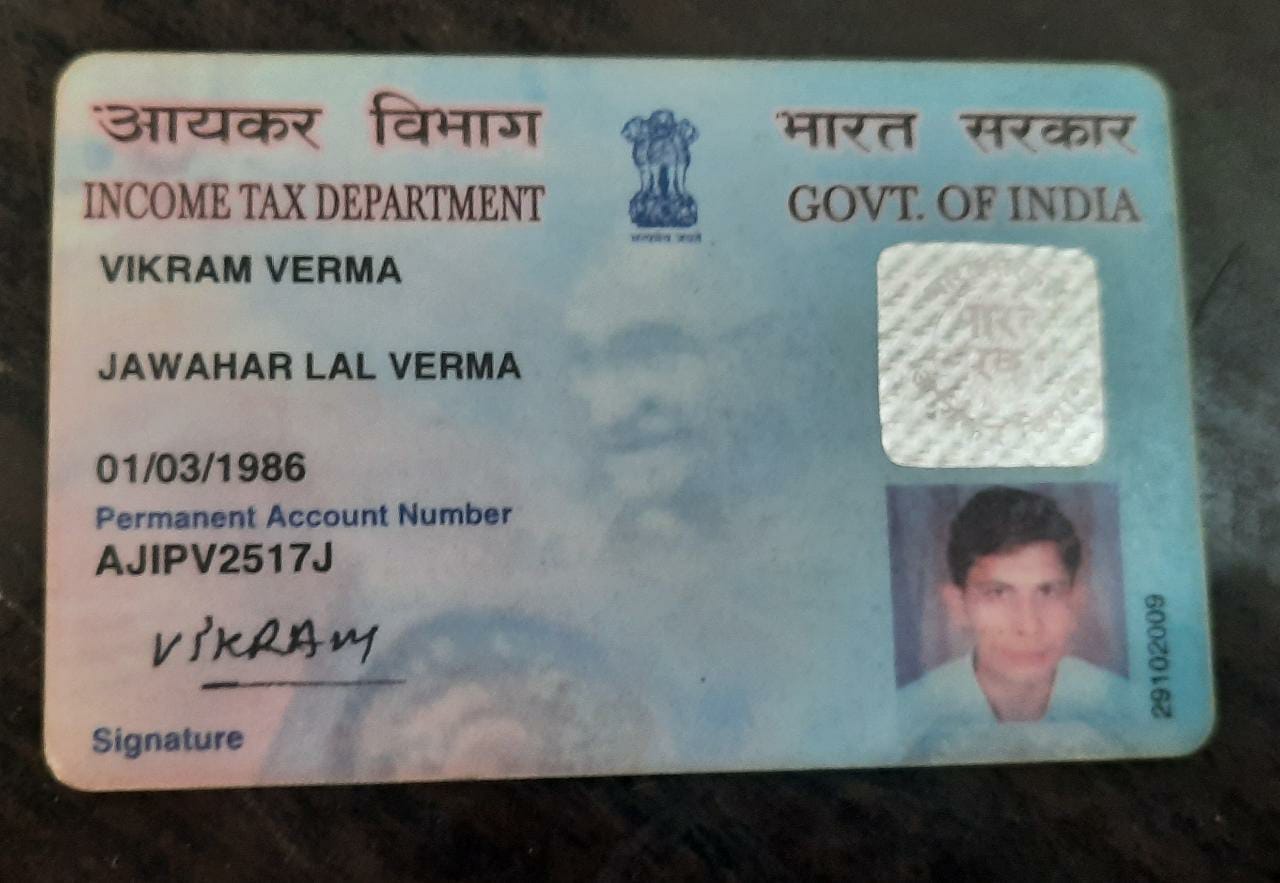 आयकर विभाग
INCOME TAX DEPARTMENT
भारत सरकार
GOVT. OF INDIA
सत्यमेव जयते
VIKRAM VERMA
JAWAHAR LAL VERMA
01/03/1986
Permanent Account Number
AJIPV2517J
VIKRAM
Signature
29102009